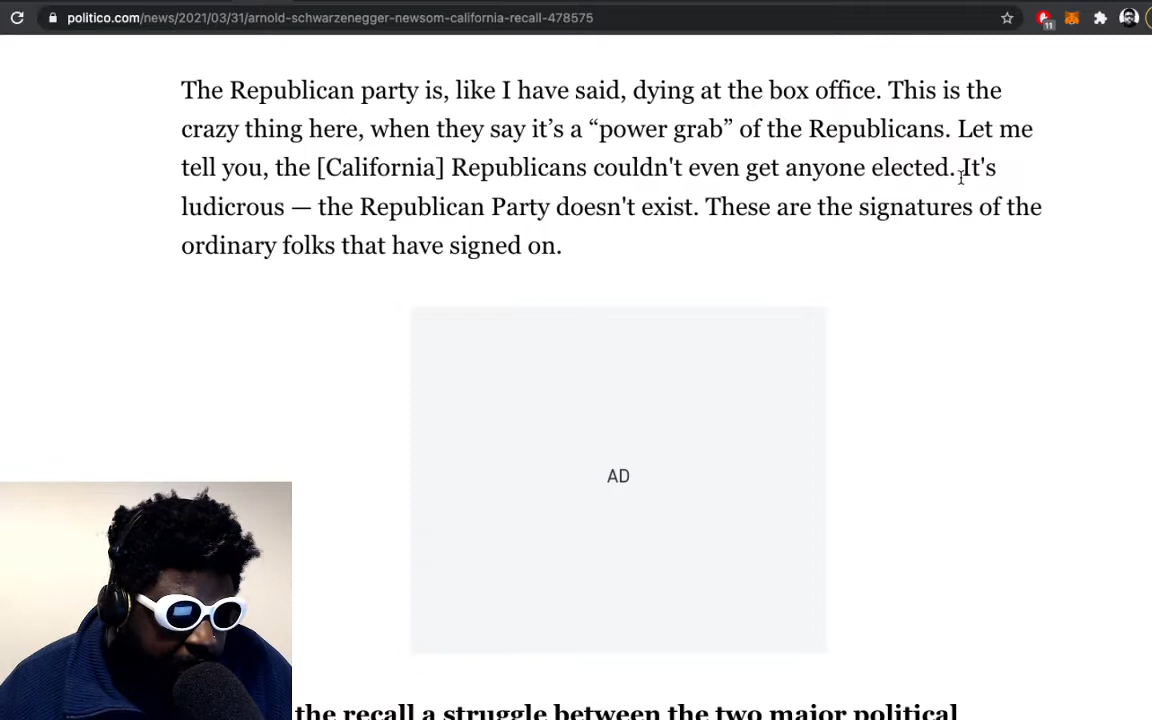 politico.com/news/2021/03/31/arnold-schwarzenegger-newsom-california-recall-478575
11
The Republican party is, like I have said, dying at the box office. This is the
crazy thing here, when they say it’s a “power grab” of the Republicans. Let me
tell you, the [California] Republicans couldn't even get anyone elected. It's
ludicrous — the Republican Party doesn't exist. These are the signatures of the
ordinary folks that have signed on.
AD
the recall a struggle between the two major political